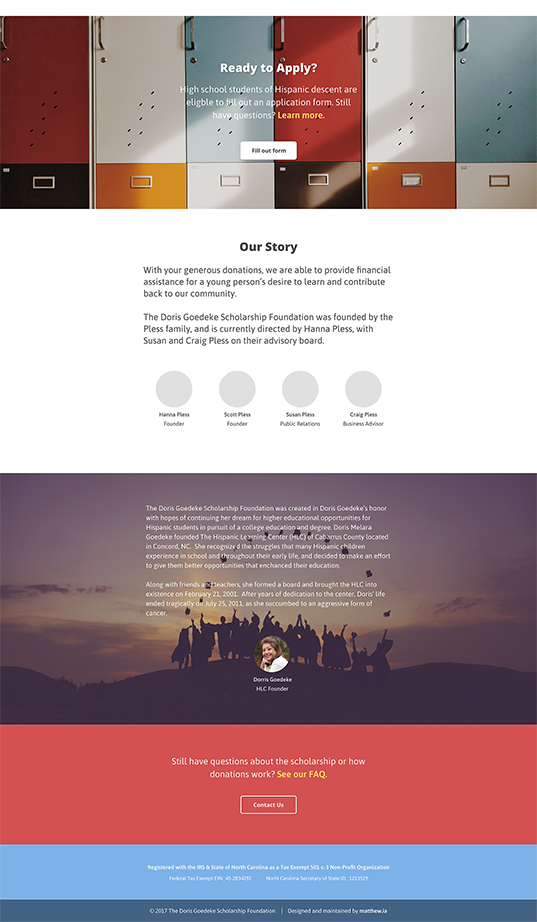 Ready to Apply?
High school students of Hispanic descent are
eligble to fill out an application form. Still
have questions? Learn more.
Fill out form
Our Story
With your generous donations, we are able to provide financial
assistance for a young person's desire to learn and contribute
back to our community.
The Doris Goedeke Scholarship Foundation was founded by the
Pless family, and is currently directed by Hanna Pless, with
Susan and Craig Pless on their advisory board.
Hanna Pless Scott Pless Susan Pless Craig Pless
Founder Founder Public Relations Business Advisor
The Doris Goedeke Scholarship Foundation was created in Doris Goedeke's honor
with hopes of continuing her dream for higher educational opportunities for
Hispanic students in pursuit of a college education and degree. Doris Melara
Goedeke founded The Hispanic Learning Center (HLC) of Cabarrus County located
in Concord, NC. She recognized the struggles that many Hispanic children
experience in school and throughout their early life, and decided to make an effort
to give them better opportunities that enchanced their education.
Along with friends and teachers, she formed a board and brought the HLC into
existence on February 21, 2001. After years of dedication to the center, Doris' life
ended tragically on July 25, 2011, as she succumbed to an aggressive form of
cancer.
Dorris Goedeke
HLC Founder
Still have questions about the scholarship or how
donations work? See our FAQ.
Contact Us
Registered with the IRS & State of North Carolina as a Tax Exempt 501-c-3 Non Profit Organization
Federal Tax Exempt EIN: 45-2834292 North Carolina Secretary of State ID: 1213529
© 2017 The Doris Goedeke Scholarship Foundation | Designed and maintained by matthew.ia